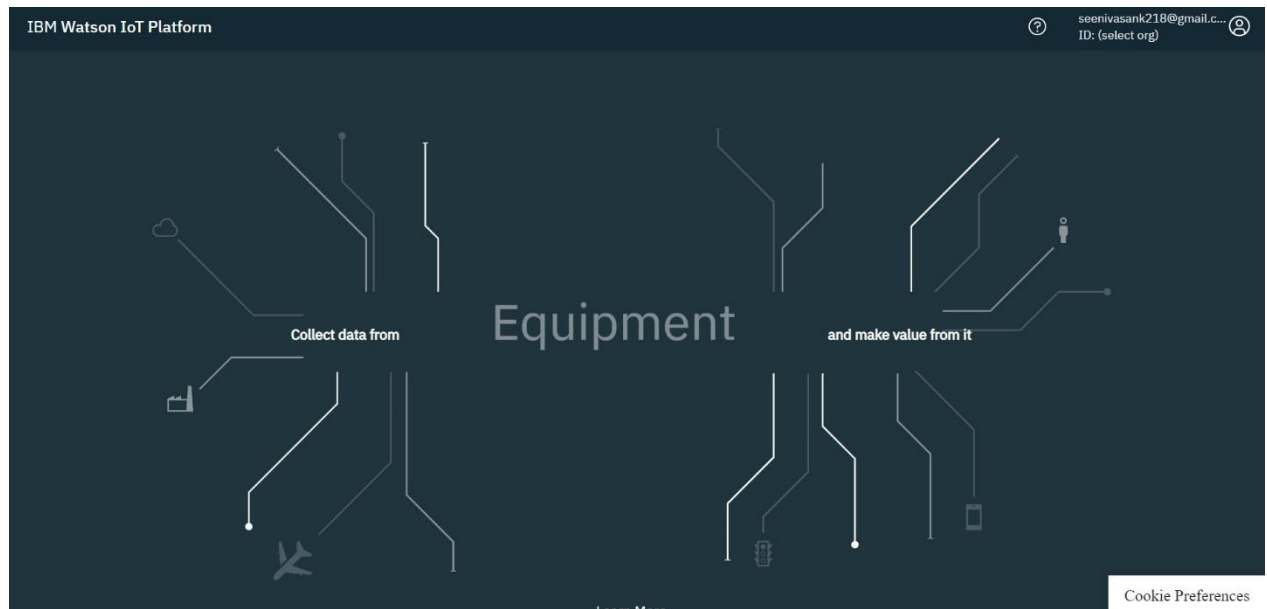 IBM Watson IoT Platform
seenivasank218@gmail.c...
ID: (select org)
Collect data from
Equipment
and make value from it
Cookie Preferences